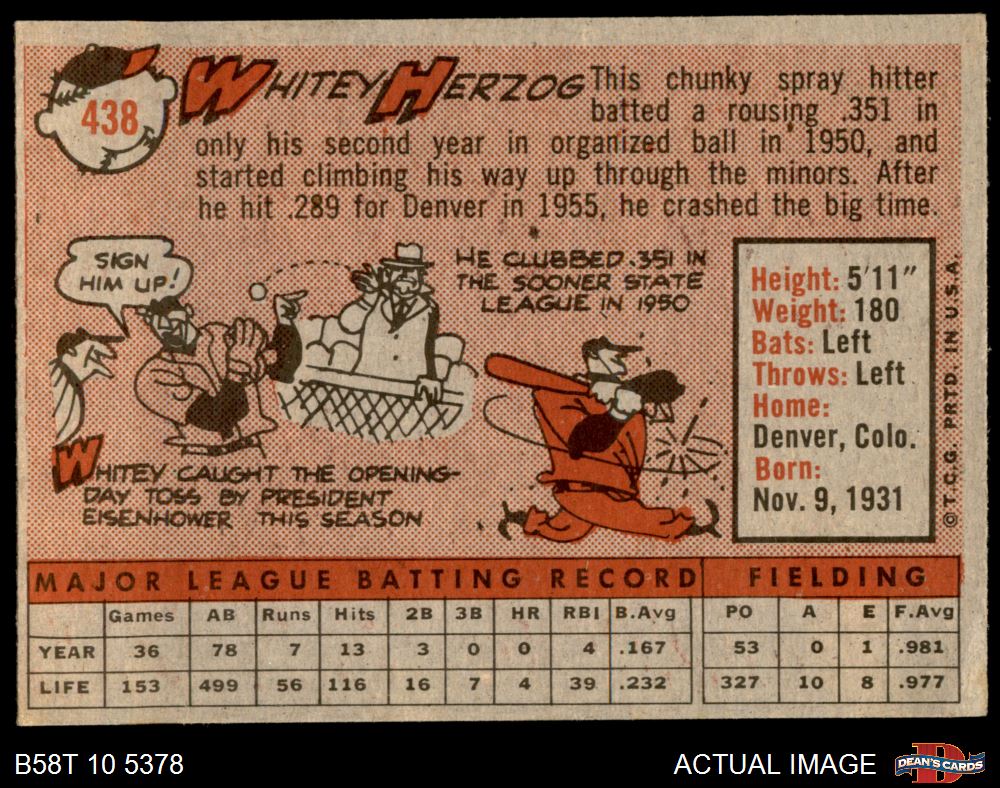 438
WHITEY HERZOG
This chunky spray hitter
batted a rousing .351 in
only his second year in organized ball in 1950, and
started climbing his way up through the minors. After
he hit .289 for Denver in 1955, he crashed the big time.
SIGN
HIM UP!
HE CLUBBED .351 IN
THE SOONER STATE
LEAGUE IN 1950
WHITEY CAUGHT THE OPENING-
DAY TOSS BY PRESIDENT
EISENHOWER THIS SEASON
Height: 5'11"
Weight: 180
Bats: Left
Throws: Left
Home:
Denver, Colo.
Born:
Nov. 9, 1931
© T.C.G. PRTD. IN U.S.A.
MAJOR LEAGUE BATTING RECORD FIELDING
Games AB Runs Hits 2B 3B HR RBI B.Avg PO A E F.Avg
YEAR 36 78 7 13 3 0 0 4 .167 53 0 1 .981
LIFE 153 499 56 116 16 7 4 39 .232 327 10 8 .977
B58T 10 5378
ACTUAL IMAGE
DEAN'S CARDS